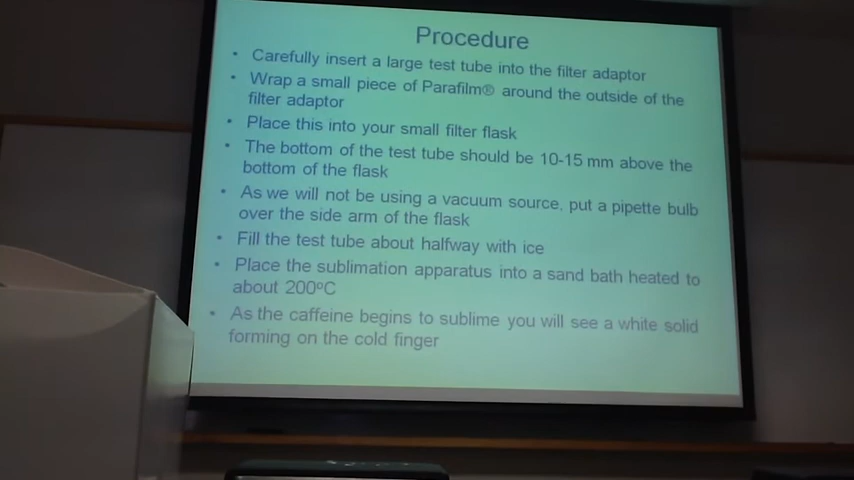 Procedure
• Carefully insert a large test tube into the filter adaptor
• Wrap a small piece of Parafilm® around the outside of the
filter adaptor
• Place this into your small filter flask
• The bottom of the test tube should be 10-15 mm above the
bottom of the flask
• As we will not be using a vacuum source, put a pipette bulb
over the side arm of the flask
• Fill the test tube about halfway with ice
• Place the sublimation apparatus into a sand bath heated to
about 200ºC
• As the caffeine begins to sublime you will see a white solid
forming on the cold finger